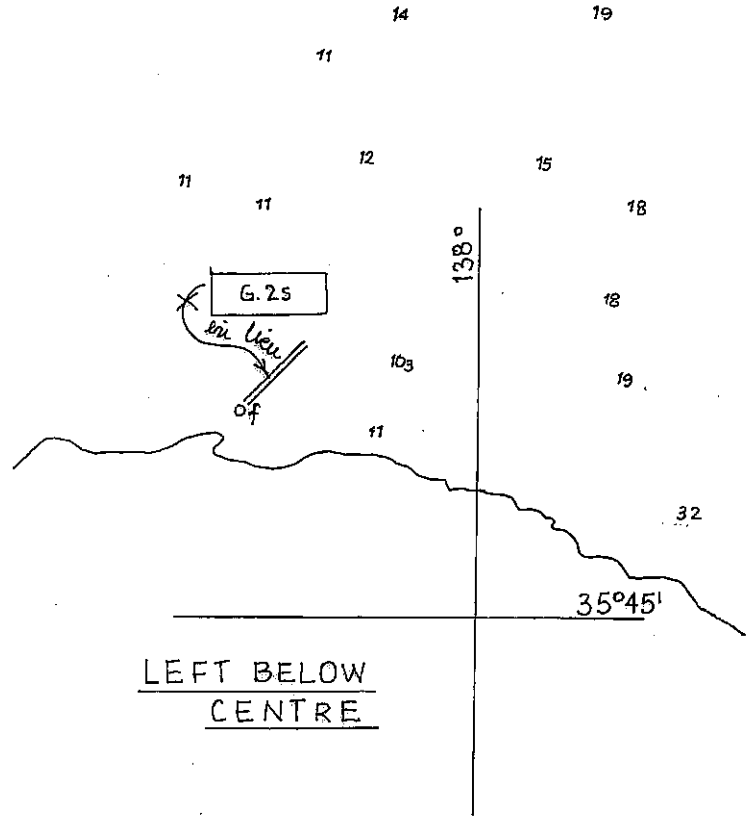 14 19
11
12 15
11 11 18
138°
G.2s
18
en lieu
10₃ 19
of
11
32
35°45'
LEFT BELOW
CENTRE